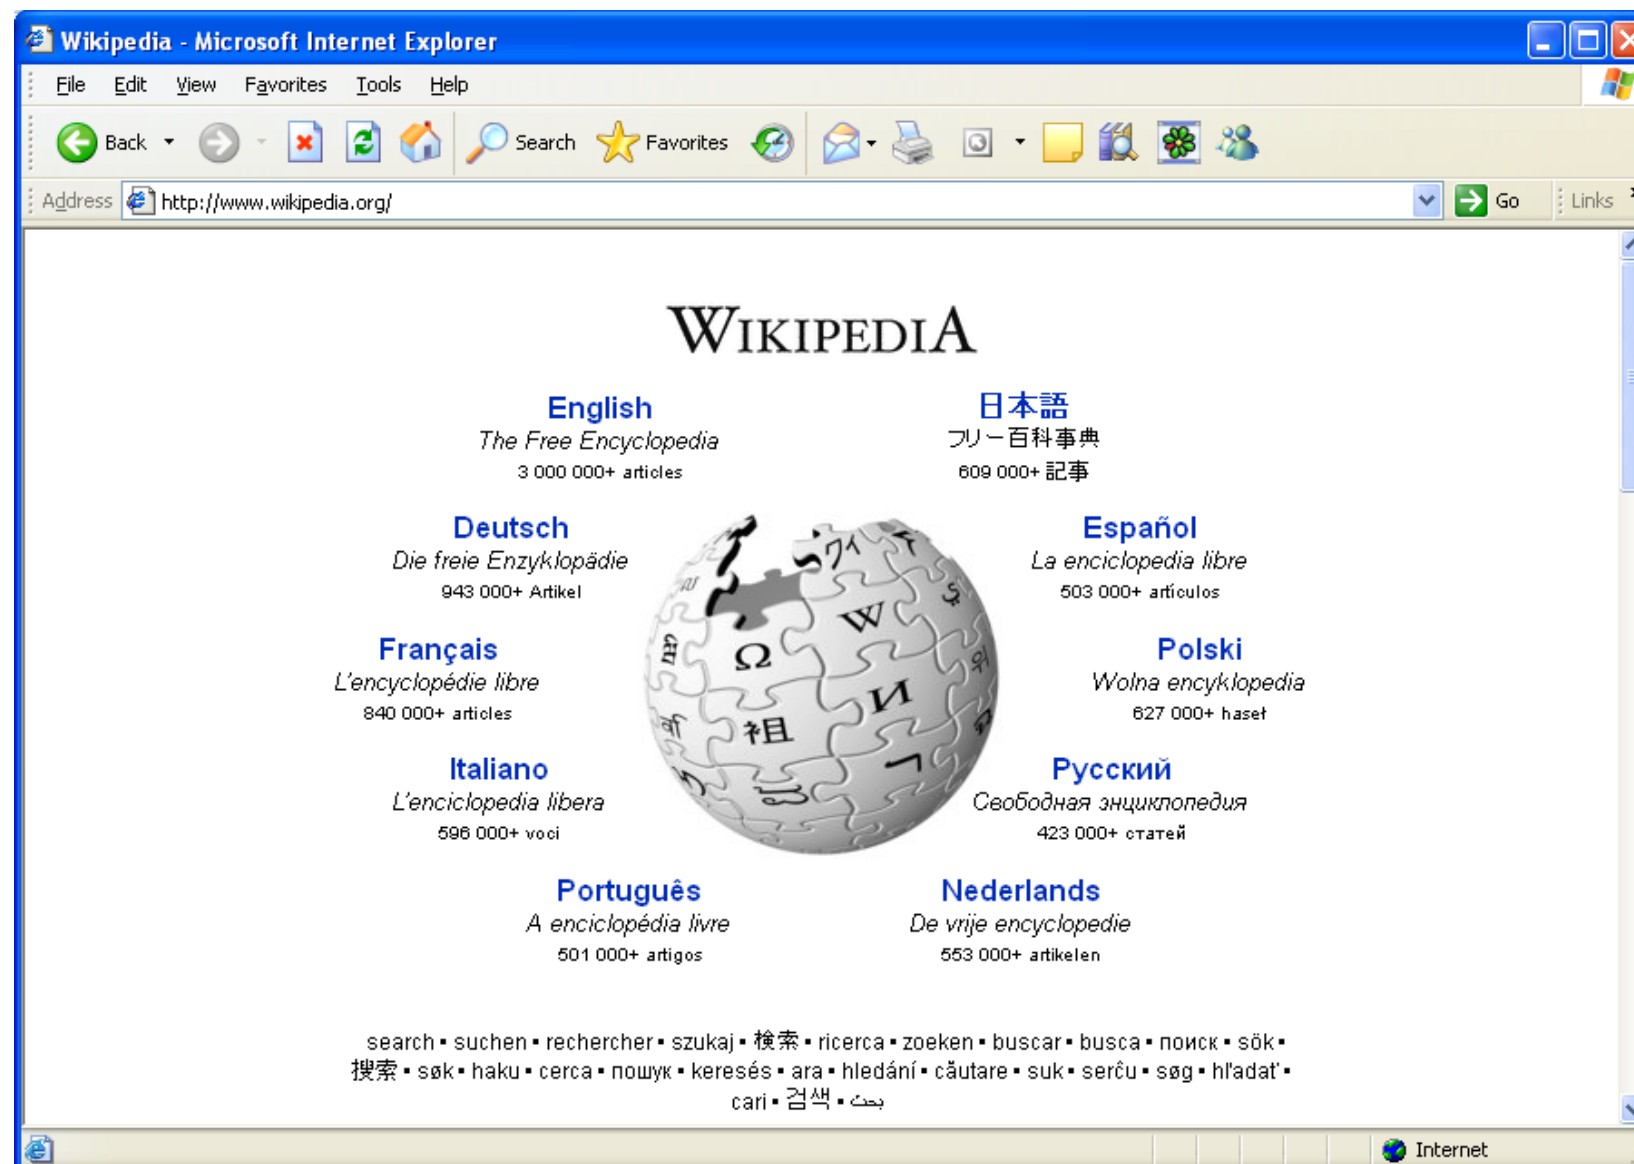 Wikipedia - Microsoft Internet Explorer
File Edit View Favorites Tools Help
Back Search Favorites
Address http://www.wikipedia.org/ Go Links
WIKIPEDIA
English
The Free Encyclopedia
3 000 000+ articles
日本語
フリー百科事典
609 000+ 記事
Deutsch
Die freie Enzyklopädie
943 000+ Artikel
Español
La enciclopedia libre
503 000+ artículos
Français
L'encyclopédie libre
840 000+ articles
Polski
Wolna encyklopedia
627 000+ haseł
Italiano
L'enciclopedia libera
596 000+ voci
Русский
Свободная энциклопедия
423 000+ статей
Português
A enciclopédia livre
501 000+ artigos
Nederlands
De vrije encyclopedie
553 000+ artikelen
Ω W И 祖 ワィ
search ▪ suchen ▪ rechercher ▪ szukaj ▪ 検索 ▪ ricerca ▪ zoeken ▪ buscar ▪ busca ▪ поиск ▪ sök ▪
搜索 ▪ søk ▪ haku ▪ cerca ▪ пошук ▪ keresés ▪ ara ▪ hledání ▪ căutare ▪ suk ▪ serĉu ▪ søg ▪ hľadať ▪
cari ▪ 검색 ▪ بحث
Internet